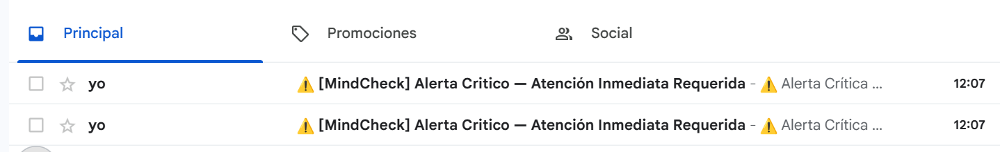 Principal Promociones Social
yo ⚠️ [MindCheck] Alerta Critico — Atención Inmediata Requerida - ⚠️ Alerta Crítica ... 12:07
yo ⚠️ [MindCheck] Alerta Critico — Atención Inmediata Requerida - ⚠️ Alerta Crítica ... 12:07